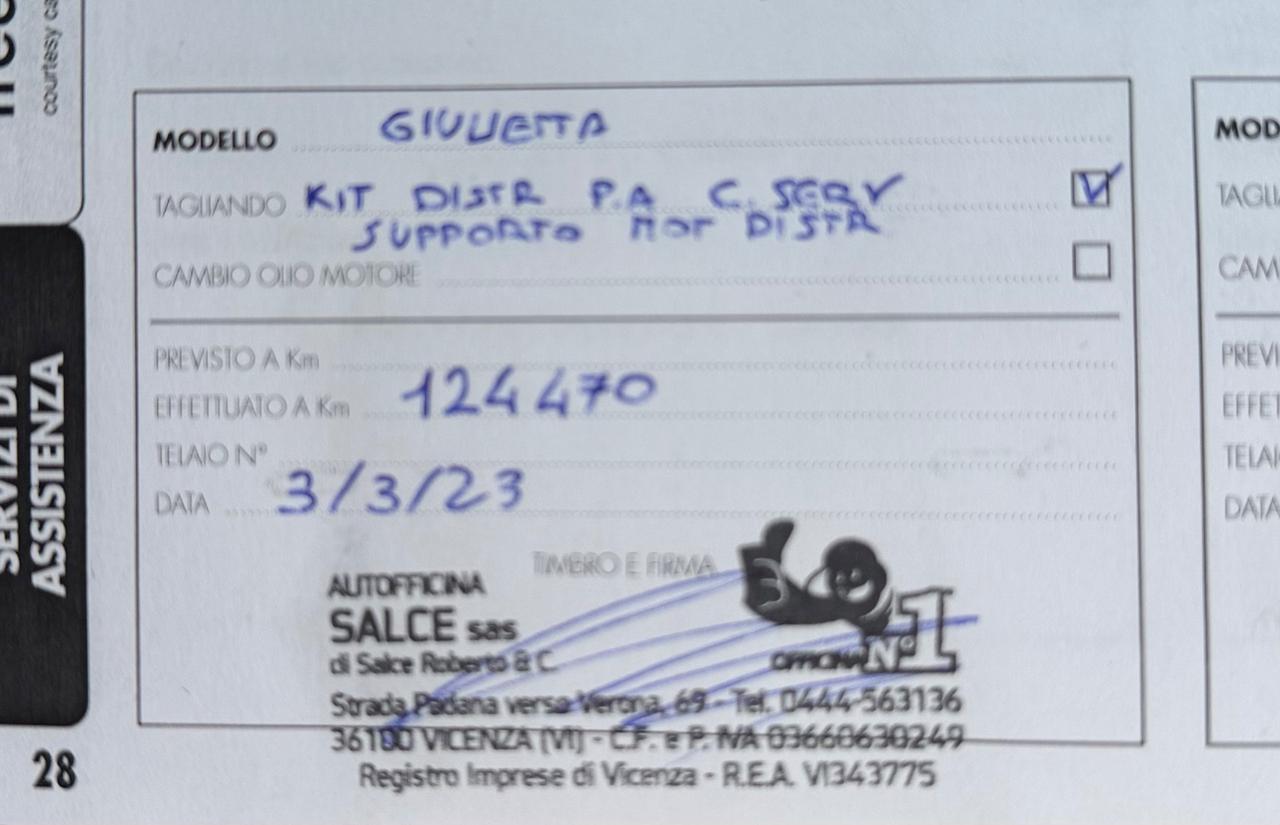 courtesy ca
SERVIZI DI
ASSISTENZA
28
MODELLO GIULIETTA
TAGLIANDO KIT DISTR P.A C. SERV
SUPPORTO MOT DISTR
CAMBIO OLIO MOTORE
PREVISTO A Km
EFFETTUATO A Km 124470
TELAIO N°
DATA 3/3/23
TIMBRO E FIRMA
AUTOFFICINA
SALCE sas
di Salce Roberto & C.
OFFICINA N°1
Strada Padana verso Verona, 69 - Tel. 0444-563136
36100 VICENZA (VI) - C.F. e P. IVA 03660630249
Registro Imprese di Vicenza - R.E.A. VI343775
MOD
TAGLI
CAM
PREVI
EFFET
TELAI
DATA